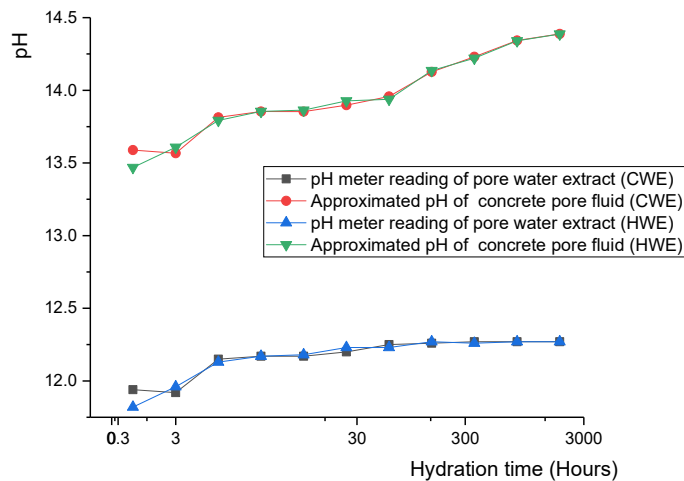 pH
14.5
14.0
13.5
13.0
12.5
12.0
pH meter reading of pore water extract (CWE)
Approximated pH of concrete pore fluid (CWE)
pH meter reading of pore water extract (HWE)
Approximated pH of concrete pore fluid (HWE)
0 0.3 3 30 300 3000
Hydration time (Hours)